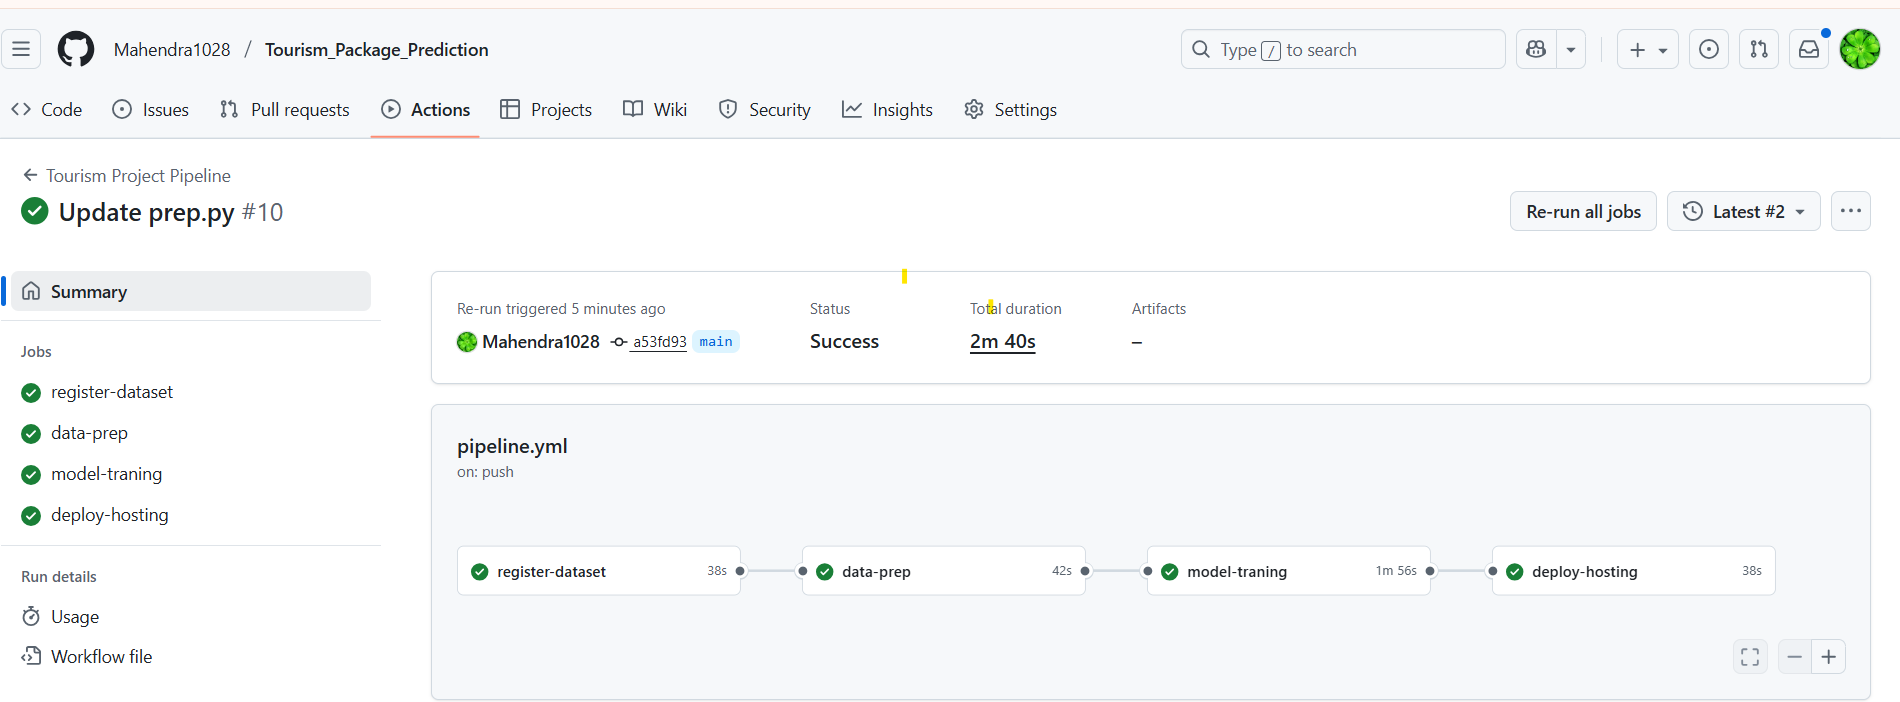 Mahendra1028 / Tourism_Package_Prediction
Type / to search
Code Issues Pull requests Actions Projects Wiki Security Insights Settings
Tourism Project Pipeline
Update prep.py #10
Re-run all jobs
Latest #2
Summary
Jobs
register-dataset
data-prep
model-traning
deploy-hosting
Run details
Usage
Workflow file
Re-run triggered 5 minutes ago
Mahendra1028 a53fd93 main
Status
Success
Total duration
2m 40s
Artifacts
–
pipeline.yml
on: push
register-dataset 38s
data-prep 42s
model-traning 1m 56s
deploy-hosting 38s